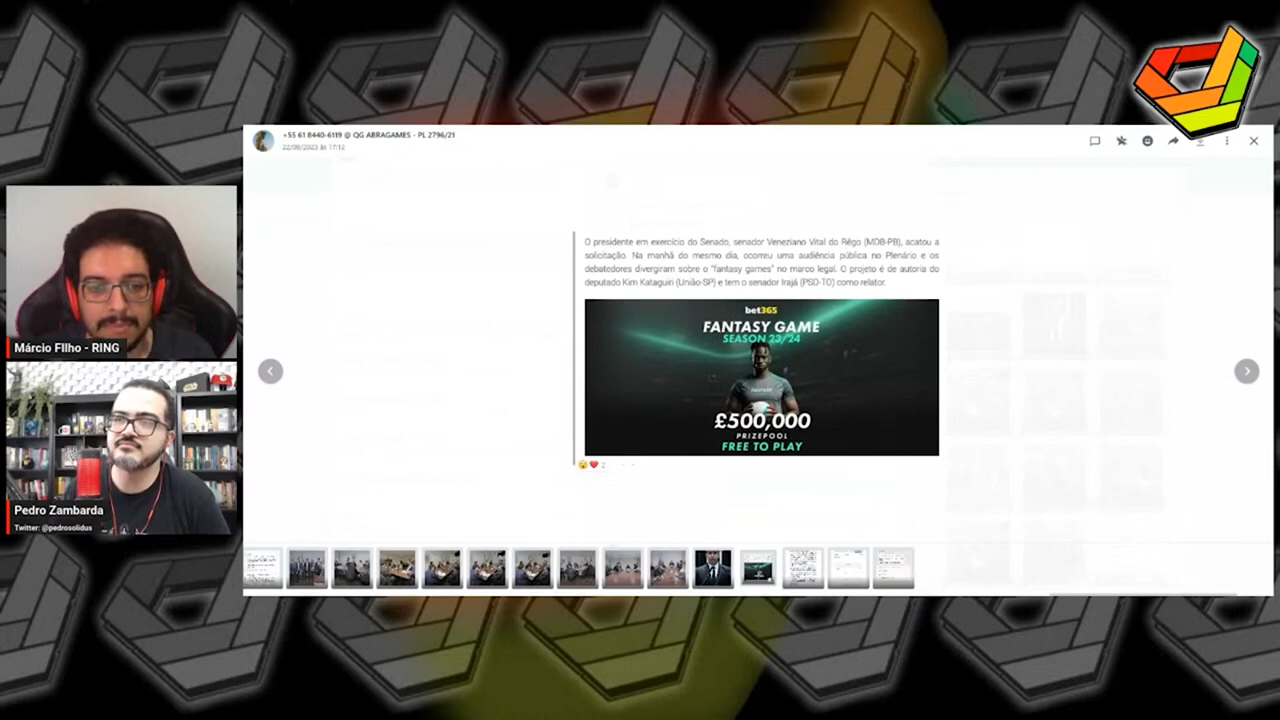 +55 61 8440-6119 @ QG ABRAGAMES - PL 2796/21
22/09/2023 às 17:12
O presidente em exercício do Senado, senador Veneziano Vital do Rêgo (MDB-PB), acatou a
solicitação. Na manhã do mesmo dia, ocorreu uma audiência pública no Plenário e os
debatedores divergiram sobre o "fantasy games" no marco legal. O projeto é de autoria do
deputado Kim Kataguiri (União-SP) e tem o senador Irajá (PSD-TO) como relator.
bet365
FANTASY GAME
SEASON 23/24
FANTASY
£500,000
PRIZEPOOL
FREE TO PLAY
2
Márcio FIlho - RING
Pedro Zambarda
Twitter: @pedrosolidus